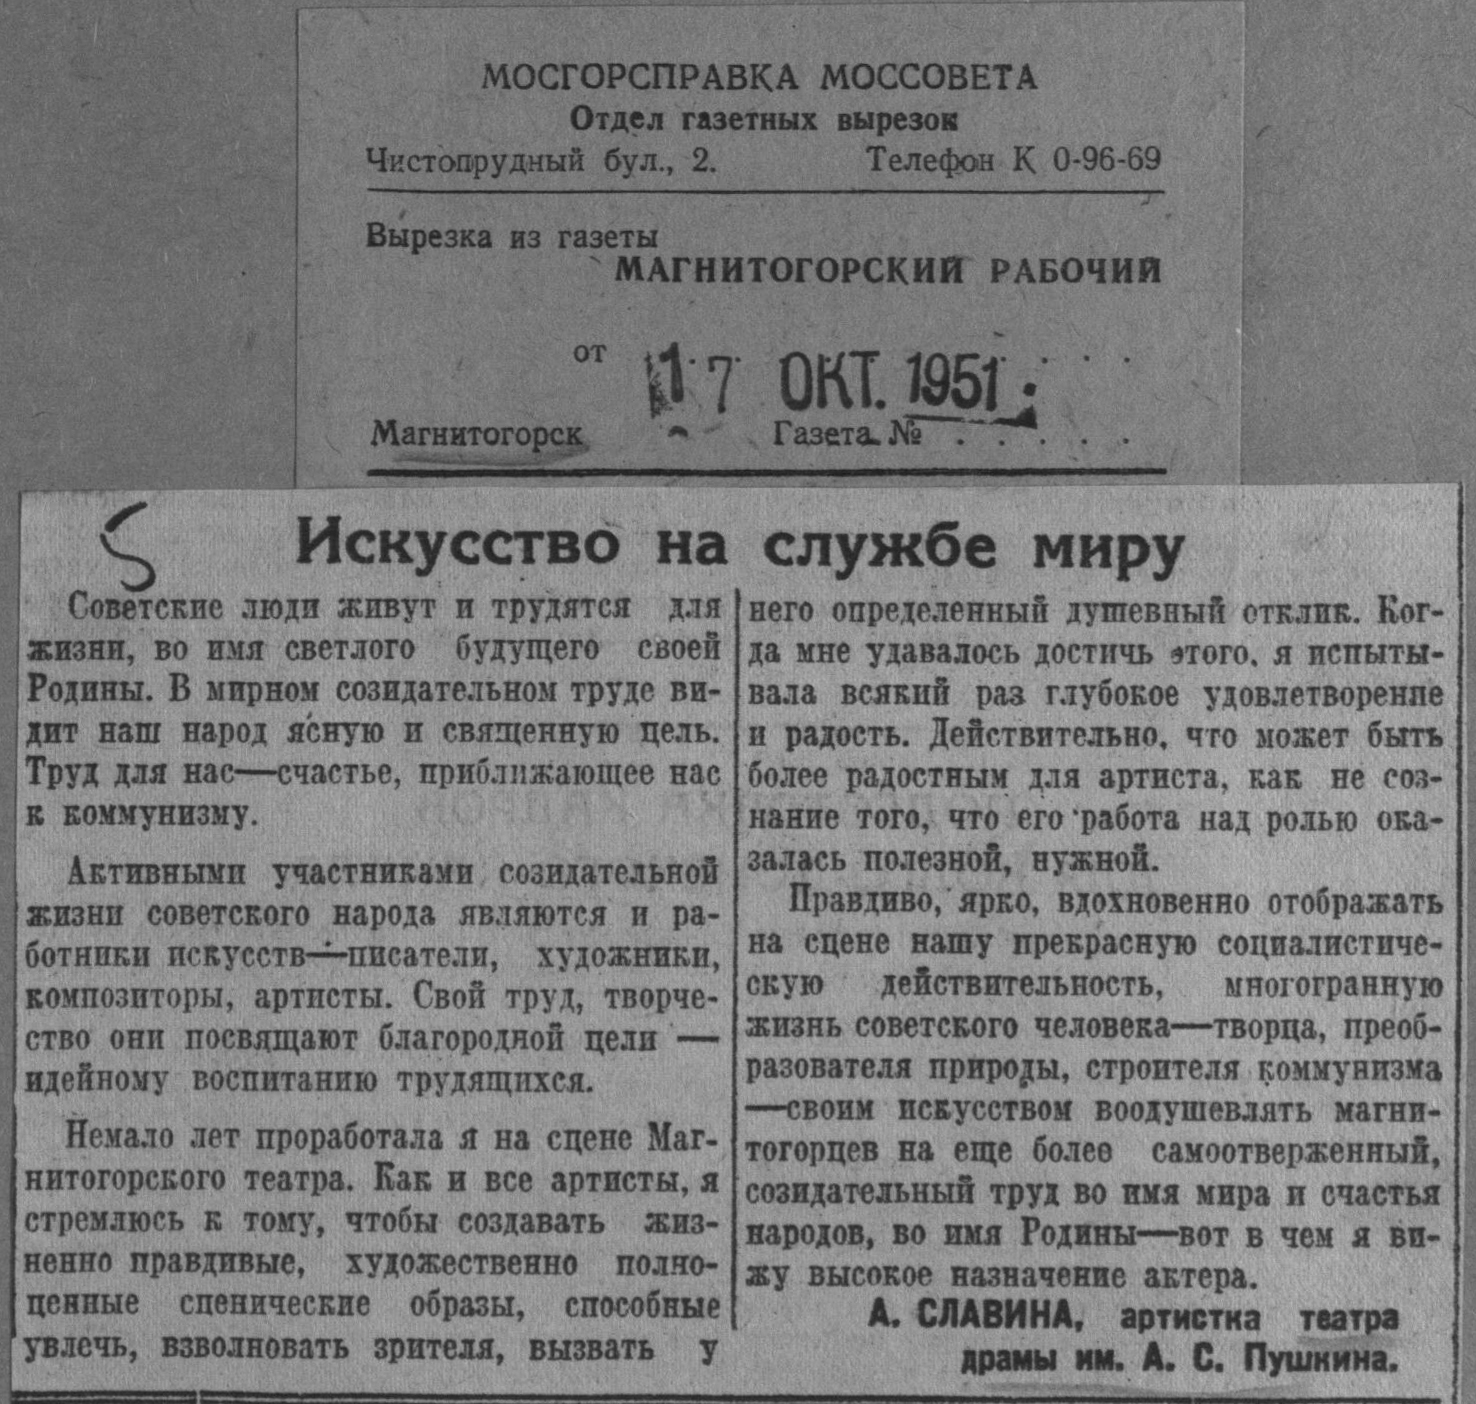 МОСГОРСПРАВКА МОССОВЕТА
Отдел газетных вырезок
Чистопрудный бул., 2. Телефон К 0-96-69
Вырезка из газеты
МАГНИТОГОРСКИЙ РАБОЧИЙ
от 17 ОКТ. 1951
Магнитогорск Газета № . . . . .
5
Искусство на службе миру
Советские люди живут и трудятся для
жизни, во имя светлого будущего своей
Родины. В мирном созидательном труде ви-
дит наш народ ясную и священную цель.
Труд для нас—счастье, приближающее нас
к коммунизму.
Активными участниками созидательной
жизни советского народа являются и ра-
ботники искусств—писатели, художники,
композиторы, артисты. Свой труд, творче-
ство они посвящают благородной цели —
идейному воспитанию трудящихся.
Немало лет проработала я на сцене Маг-
нитогорского театра. Как и все артисты, я
стремлюсь к тому, чтобы создавать жиз-
ненно правдивые, художественно полно-
ценные сценические образы, способные
увлечь, взволновать зрителя, вызвать у
него определенный душевный отклик. Ког-
да мне удавалось достичь этого, я испыты-
вала всякий раз глубокое удовлетворение
и радость. Действительно, что может быть
более радостным для артиста, как не соз-
нание того, что его работа над ролью ока-
залась полезной, нужной.
Правдиво, ярко, вдохновенно отображать
на сцене нашу прекрасную социалистиче-
скую действительность, многогранную
жизнь советского человека—творца, преоб-
разователя природы, строителя коммунизма
—своим искусством воодушевлять магни-
тогорцев на еще более самоотверженный,
созидательный труд во имя мира и счастья
народов, во имя Родины—вот в чем я ви-
жу высокое назначение актера.
А. СЛАВИНА, артистка театра
драмы им. А. С. Пушкина.